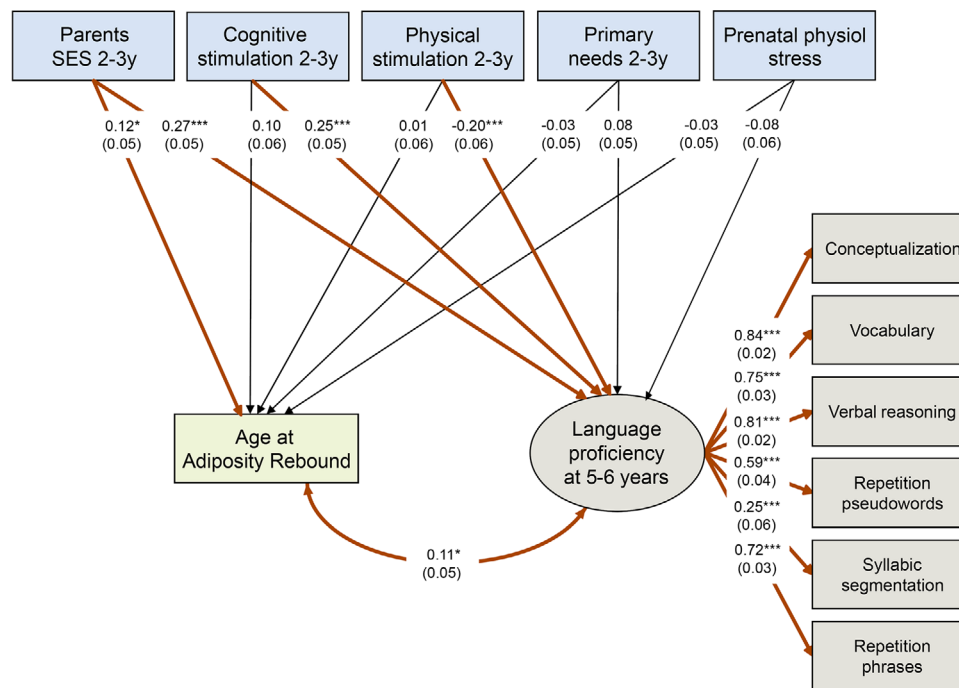 Parents
SES 2-3y
Cognitive
stimulation 2-3y
Physical
stimulation 2-3y
Primary
needs 2-3y
Prenatal physiol
stress
0.12*
(0.05)
0.27***
(0.05)
0.10
(0.06)
0.25***
(0.05)
0.01
(0.06)
-0.20***
(0.06)
-0.03
(0.05)
0.08
(0.05)
-0.03
(0.05)
-0.08
(0.06)
Age at
Adiposity Rebound
Language
proficiency
at 5-6 years
0.11*
(0.05)
0.84***
(0.02)
0.75***
(0.03)
0.81***
(0.02)
0.59***
(0.04)
0.25***
(0.06)
0.72***
(0.03)
Conceptualization
Vocabulary
Verbal reasoning
Repetition
pseudowords
Syllabic
segmentation
Repetition
phrases